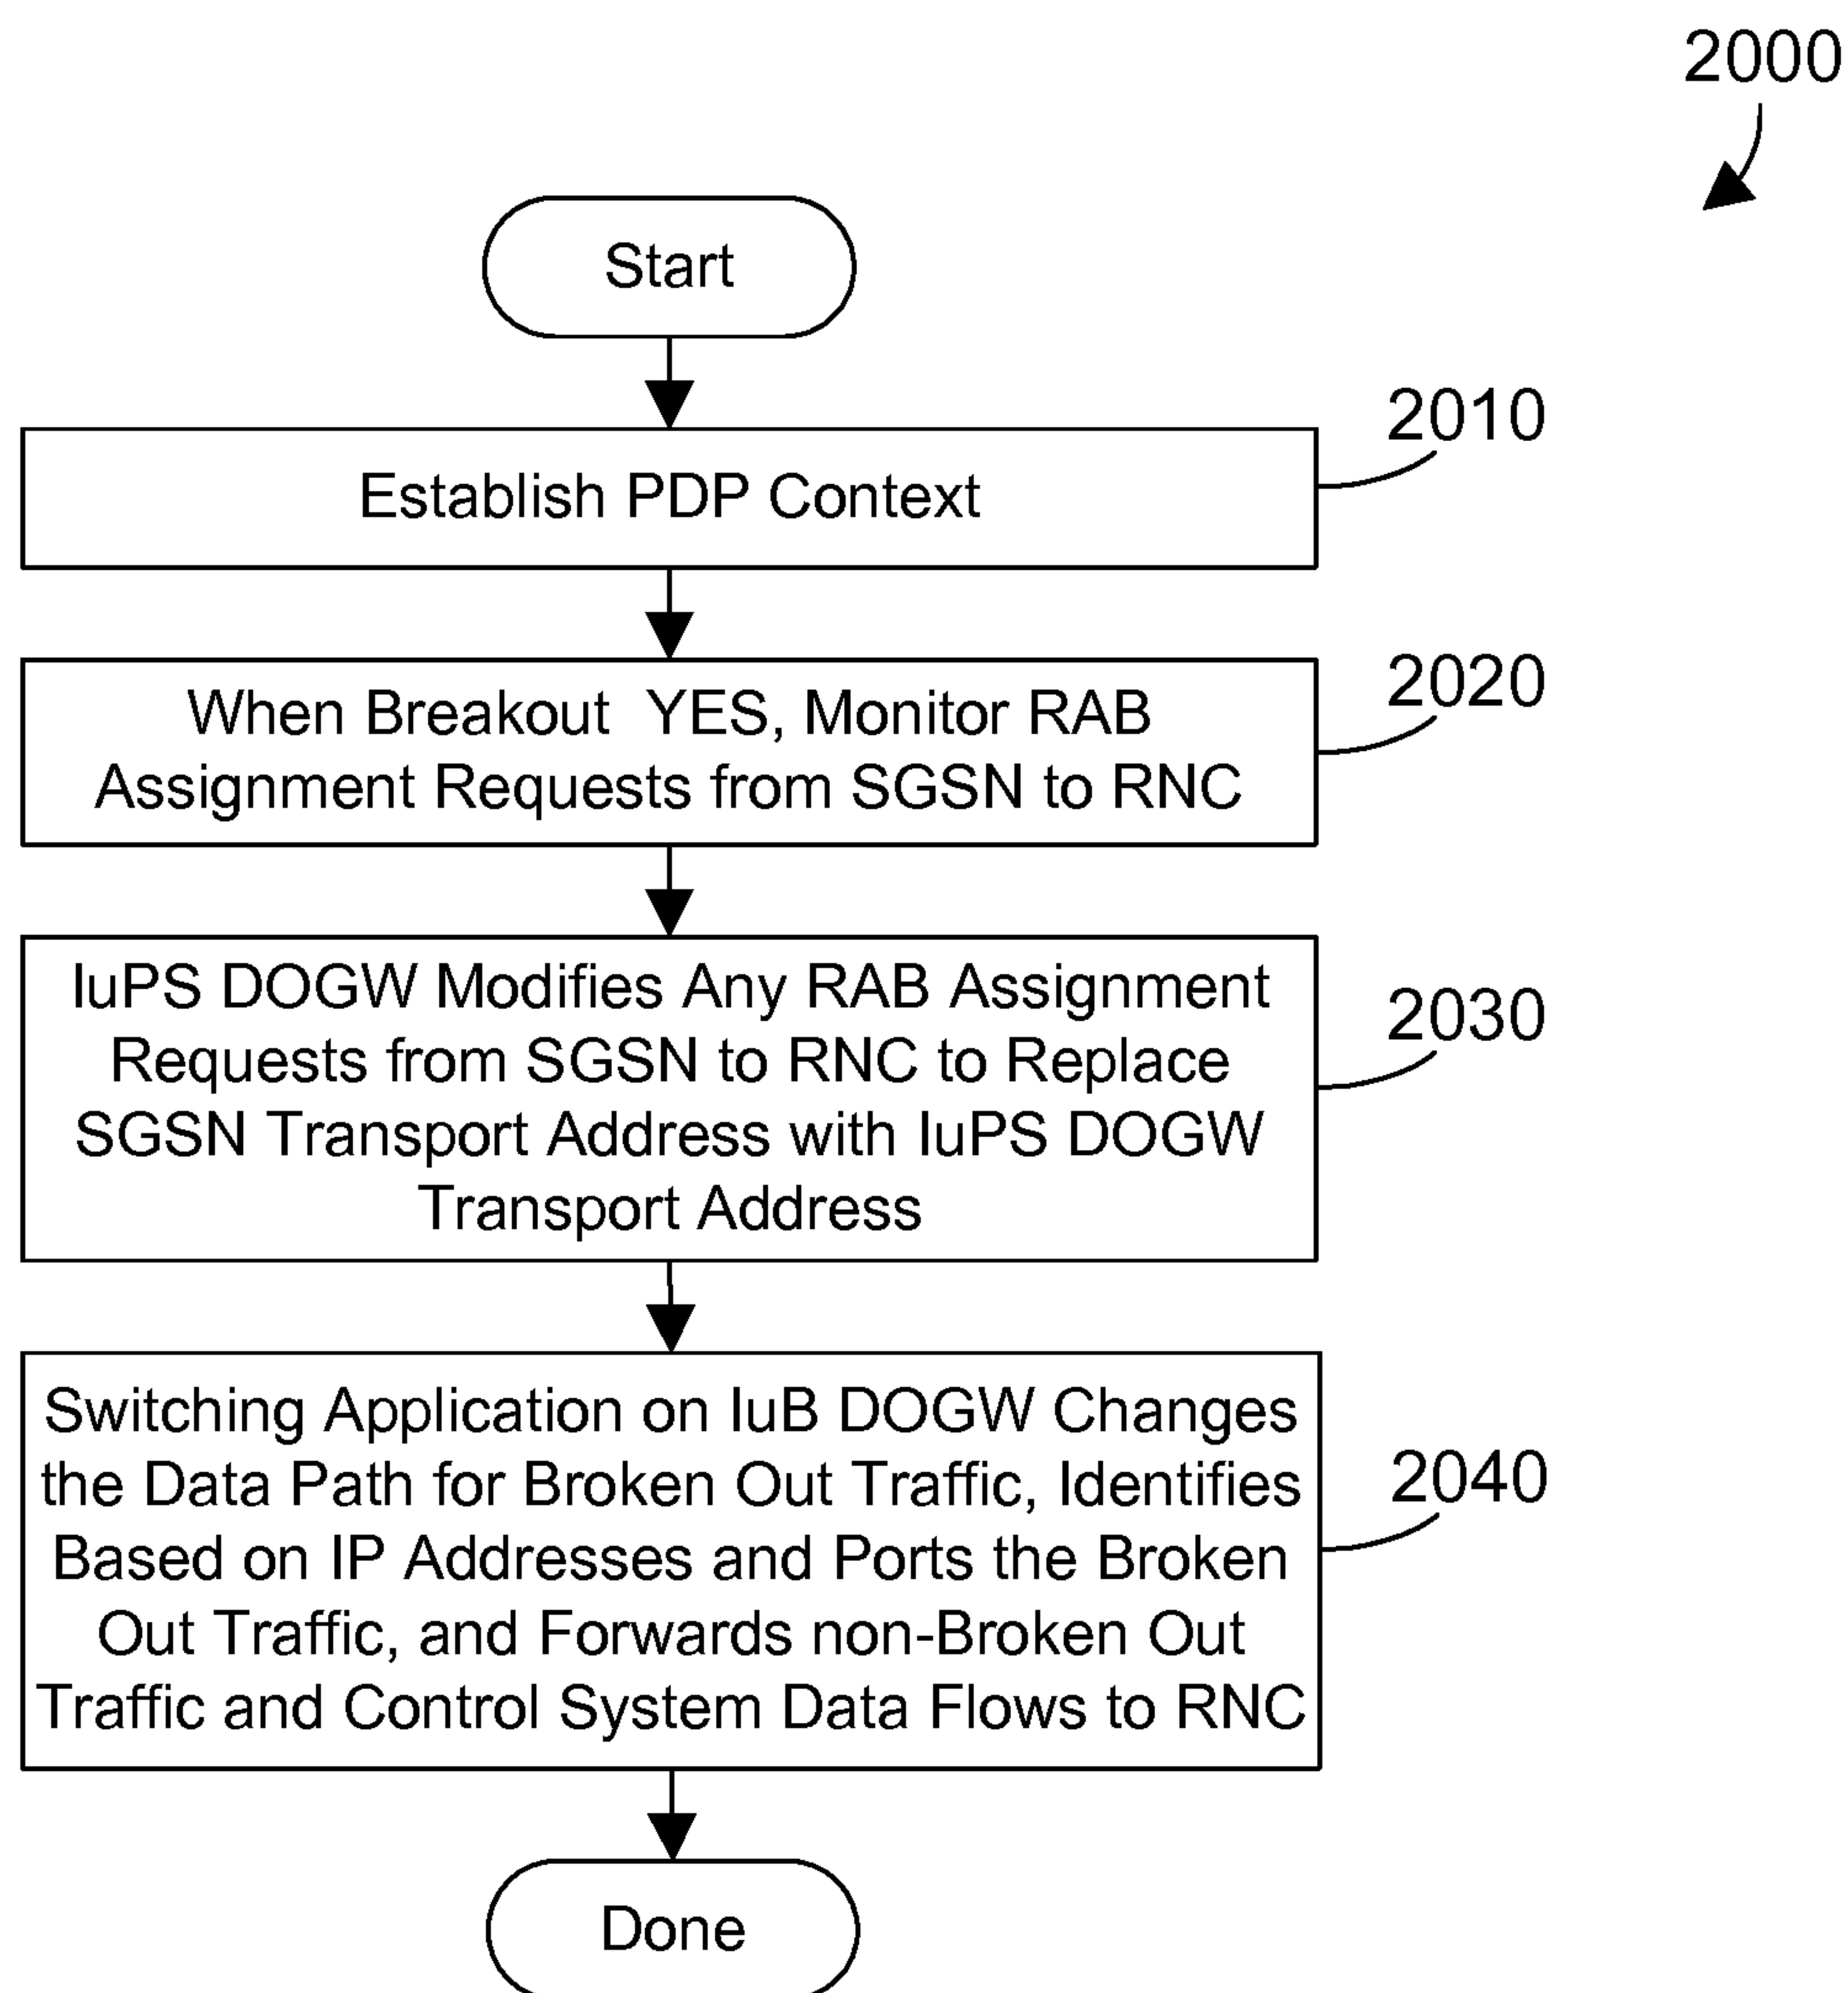 2000
Start
2010
Establish PDP Context
2020
When Breakout YES, Monitor RAB
Assignment Requests from SGSN to RNC
2030
IuPS DOGW Modifies Any RAB Assignment
Requests from SGSN to RNC to Replace
SGSN Transport Address with IuPS DOGW
Transport Address
2040
Switching Application on IuB DOGW Changes
the Data Path for Broken Out Traffic, Identifies
Based on IP Addresses and Ports the Broken
Out Traffic, and Forwards non-Broken Out
Traffic and Control System Data Flows to RNC
Done